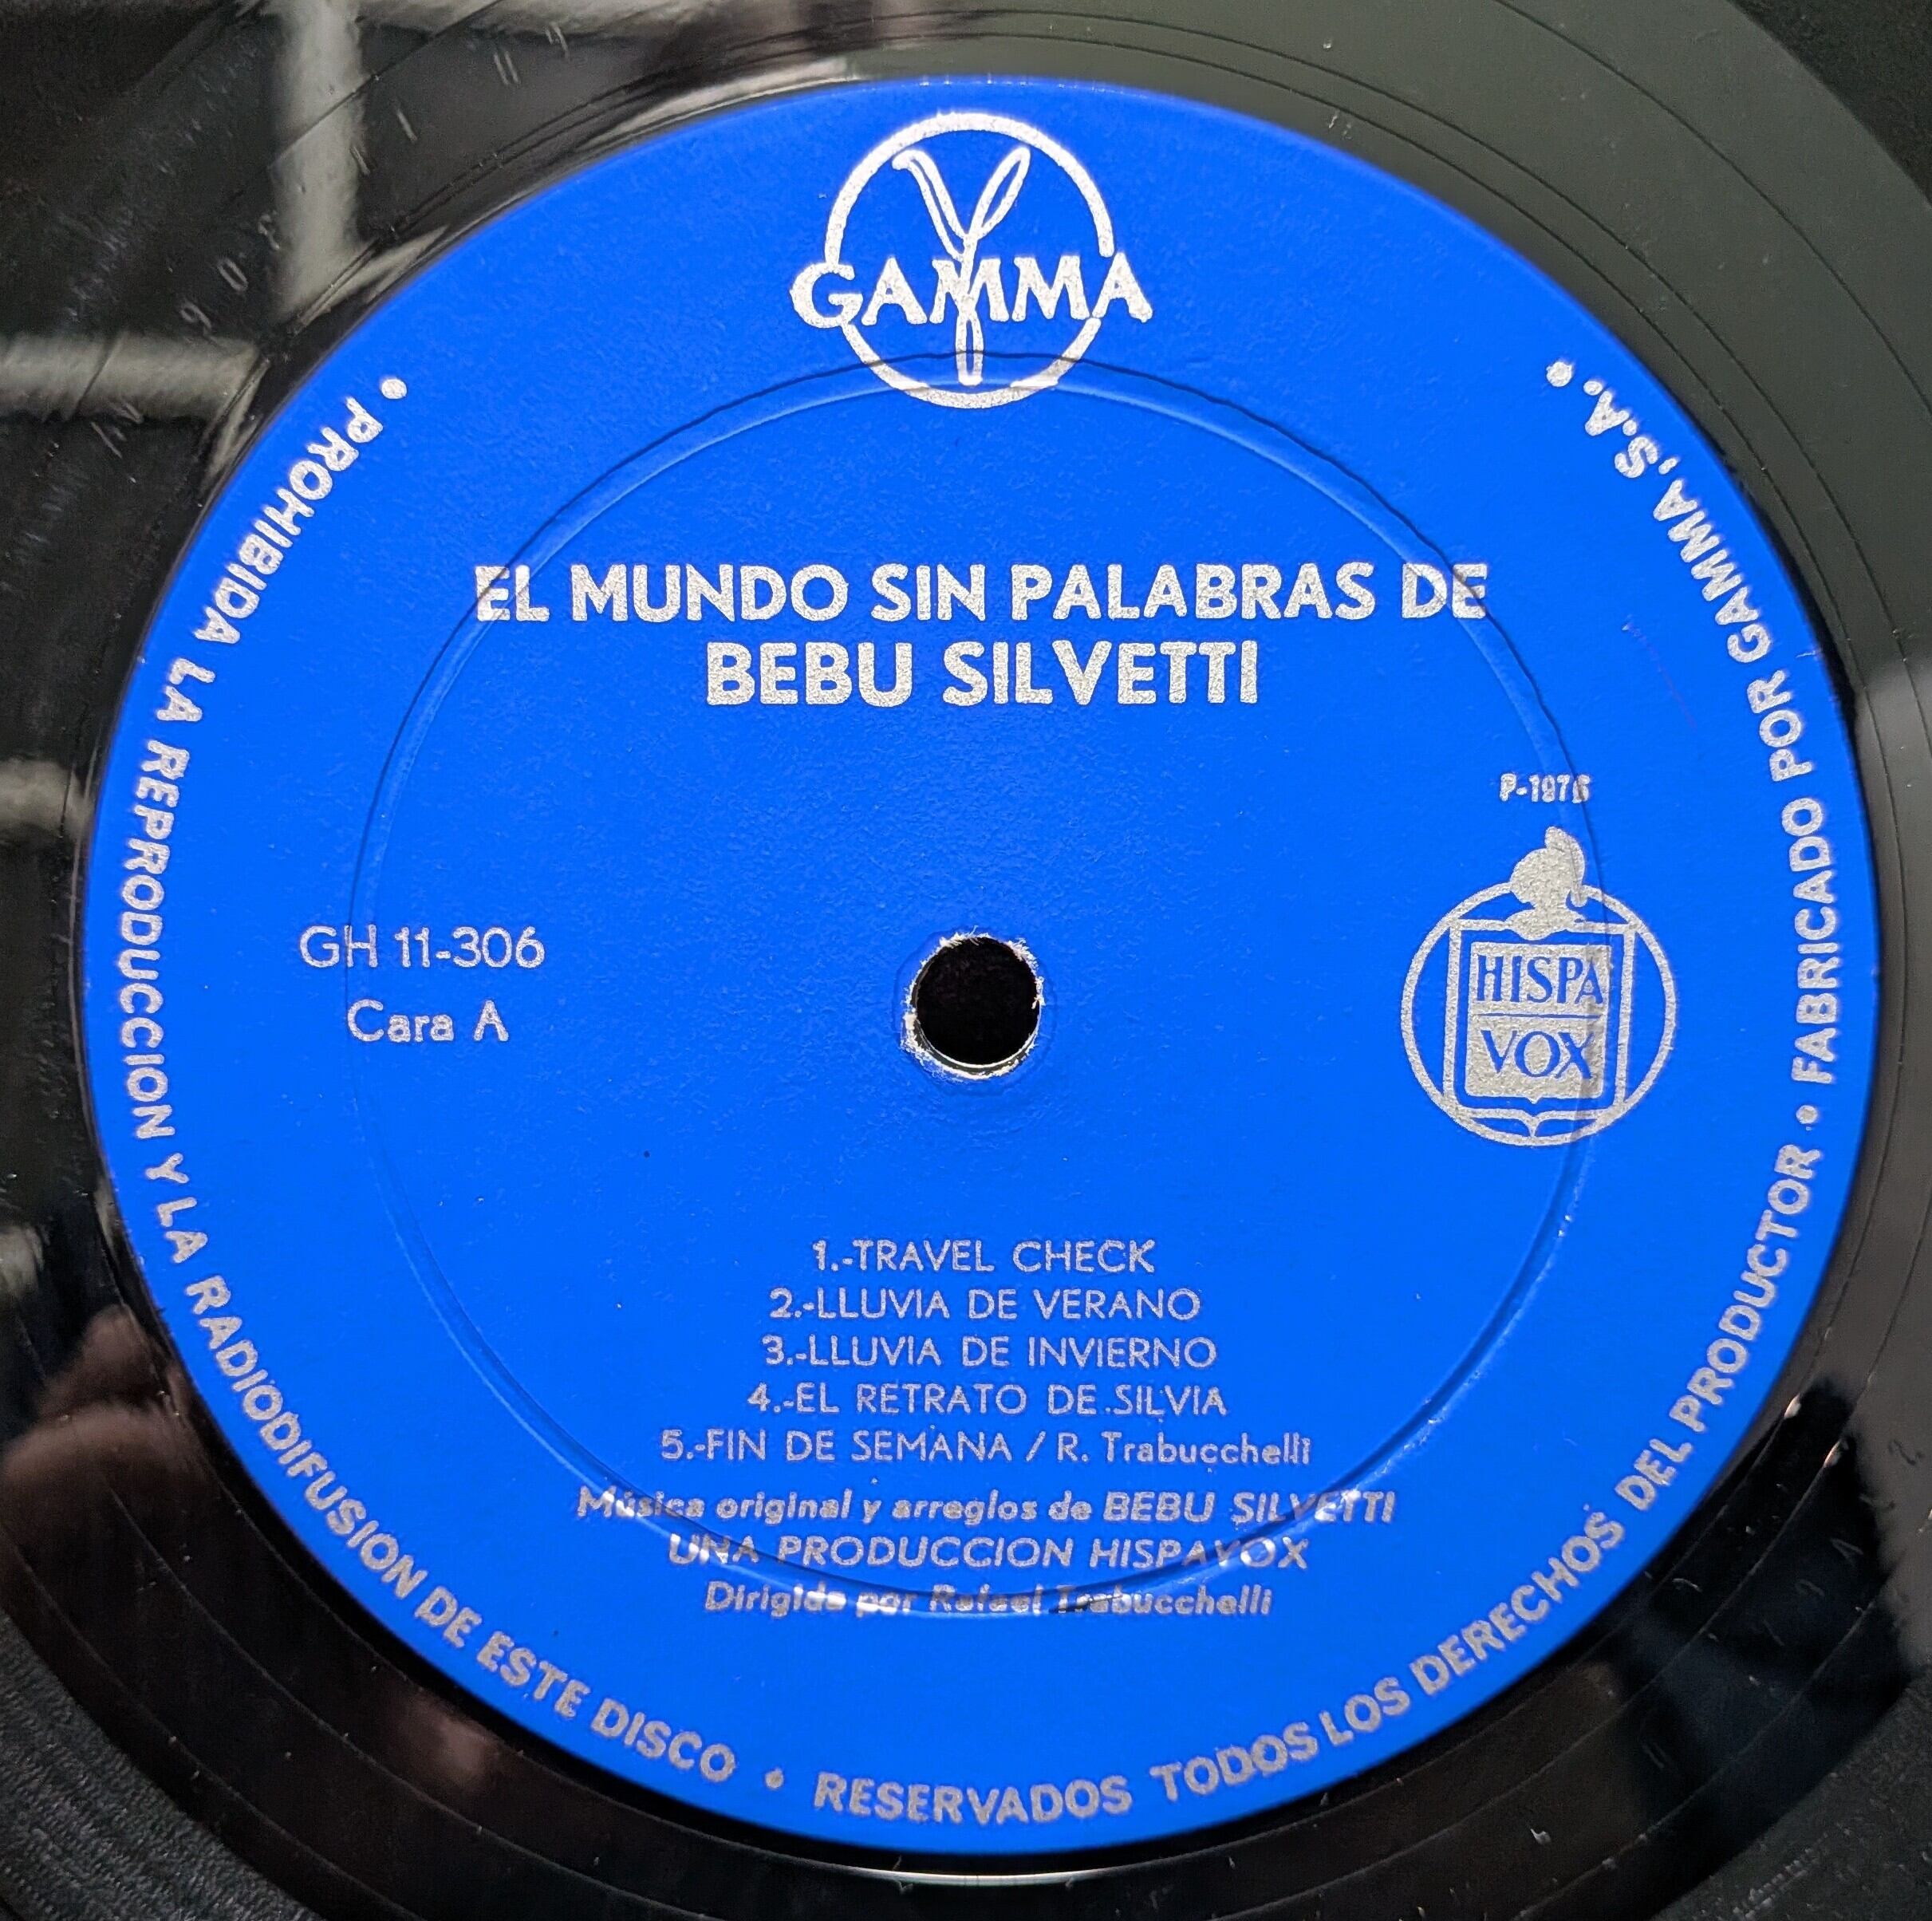 GAMMA
EL MUNDO SIN PALABRAS DE
BEBU SILVETTI
P-1976
GH 11-306
Cara A
HISPA
VOX
1.-TRAVEL CHECK
2.-LLUVIA DE VERANO
3.-LLUVIA DE INVIERNO
4.-EL RETRATO DE SILVIA
5.-FIN DE SEMANA / R. Trabucchelli
Música original y arreglos de BEBU SILVETTI
UNA PRODUCCION HISPAVOX
Dirigida por Rafael Trabucchelli
• PROHIBIDA LA REPRODUCCION Y LA RADIODIFUSION DE ESTE DISCO • RESERVADOS TODOS LOS DERECHOS DEL PRODUCTOR • FABRICADO POR GAMMA, S.A. •